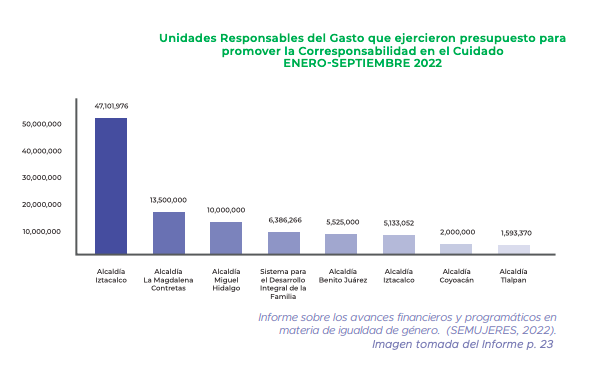 Unidades Responsables del Gasto que ejercieron presupuesto para
promover la Corresponsabilidad en el Cuidado
ENERO-SEPTIEMBRE 2022
50,000,000
40,000,000
30,000,000
20,000,000
10,000,000
47,101,976
13,500,000
10,000,000
6,386,266
5,525,000
5,133,052
2,000,000
1,593,370
Alcaldía
Iztacalco
Alcaldía
La Magdalena
Contretas
Alcaldía
Miguel
Hidalgo
Sistema para
el Desarrollo
Integral de la
Familia
Alcaldía
Benito Juárez
Alcaldía
Iztacalco
Alcaldía
Coyoacán
Alcaldía
Tlalpan
Informe sobre los avances financieros y programáticos en
materia de igualdad de género. (SEMUJERES, 2022).
Imagen tomada del Informe p. 23